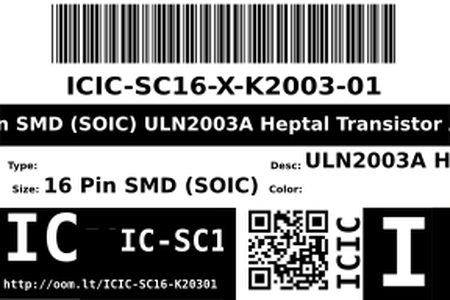 ICIC-SC16-X-K2003-01
n SMD (SOIC) ULN2003A Heptal Transistor
Type:
Desc: ULN2003A H
Size: 16 Pin SMD (SOIC) Color:
IC
IC-SC1
ICIC
I
http://oom.lt/ICIC-SC16-K20301